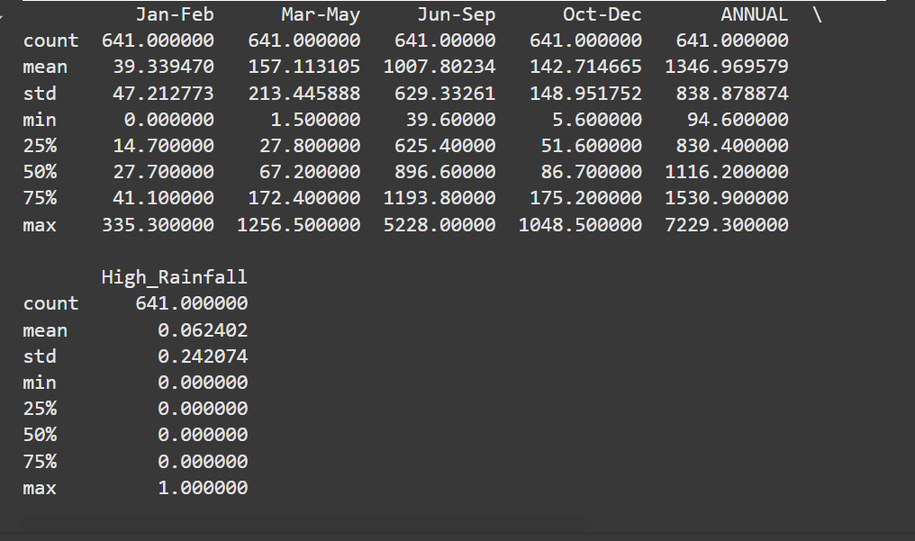 Jan-Feb Mar-May Jun-Sep Oct-Dec ANNUAL \
count 641.000000 641.000000 641.00000 641.000000 641.000000
mean 39.339470 157.113105 1007.80234 142.714665 1346.969579
std 47.212773 213.445888 629.33261 148.951752 838.878874
min 0.000000 1.500000 39.60000 5.600000 94.600000
25% 14.700000 27.800000 625.40000 51.600000 830.400000
50% 27.700000 67.200000 896.60000 86.700000 1116.200000
75% 41.100000 172.400000 1193.80000 175.200000 1530.900000
max 335.300000 1256.500000 5228.00000 1048.500000 7229.300000
High_Rainfall
count 641.000000
mean 0.062402
std 0.242074
min 0.000000
25% 0.000000
50% 0.000000
75% 0.000000
max 1.000000